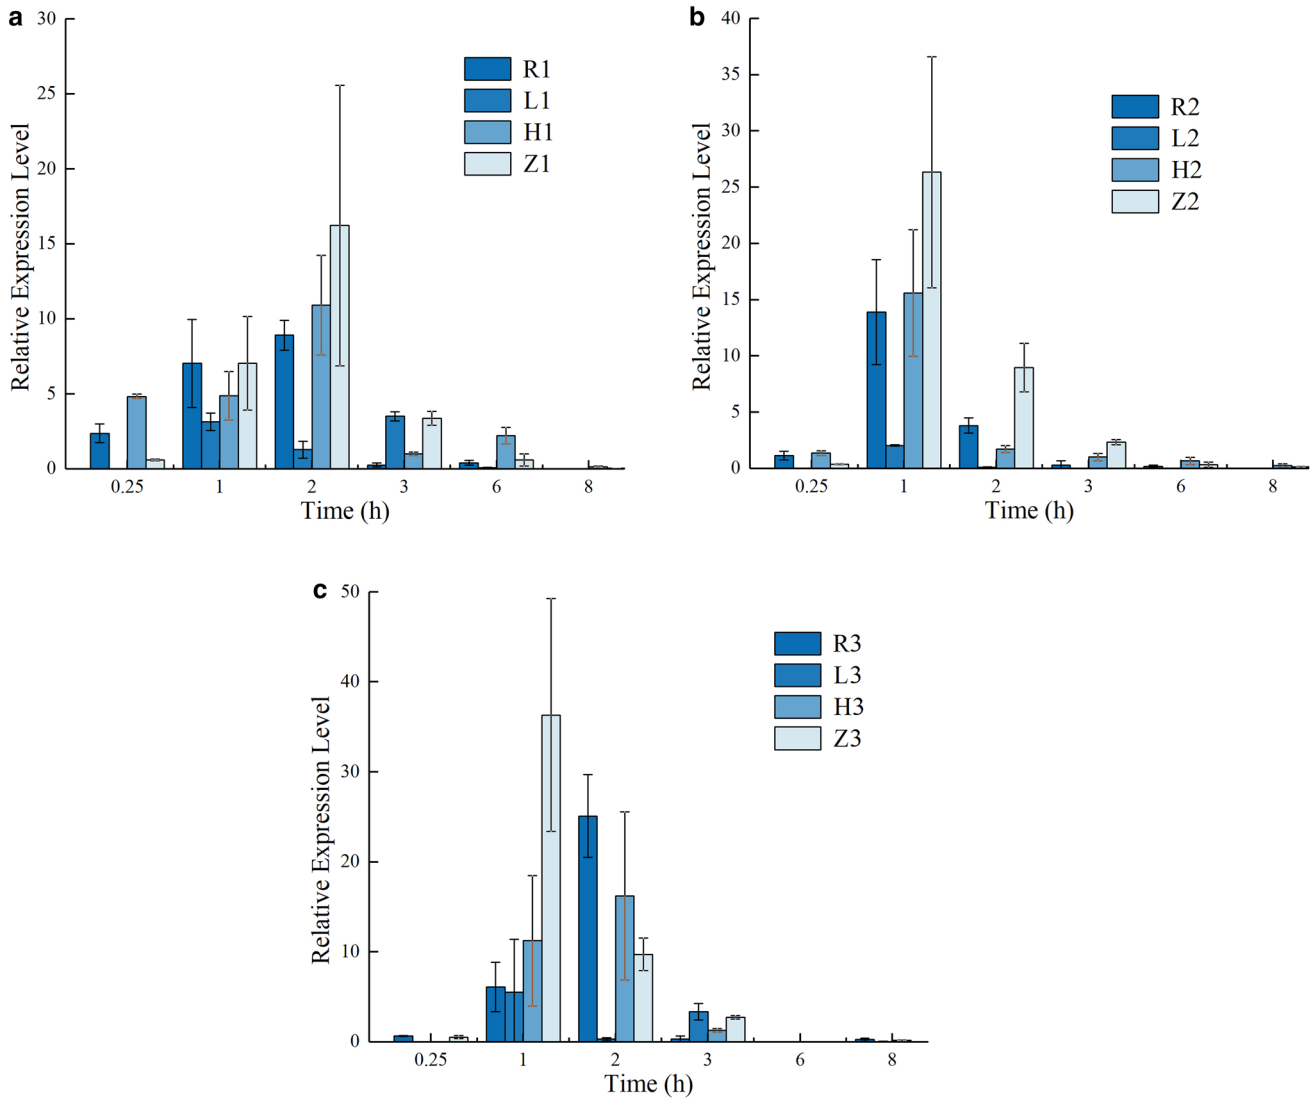 a
30
25
20
15
10
5
0
Relative Expression Level
R1
L1
H1
Z1
0.25 1 2 3 6 8
Time (h)
b
40
35
30
25
20
15
10
5
0
Relative Expression Level
R2
L2
H2
Z2
0.25 1 2 3 6 8
Time (h)
c
50
40
30
20
10
0
Relative Expression Level
R3
L3
H3
Z3
0.25 1 2 3 6 8
Time (h)